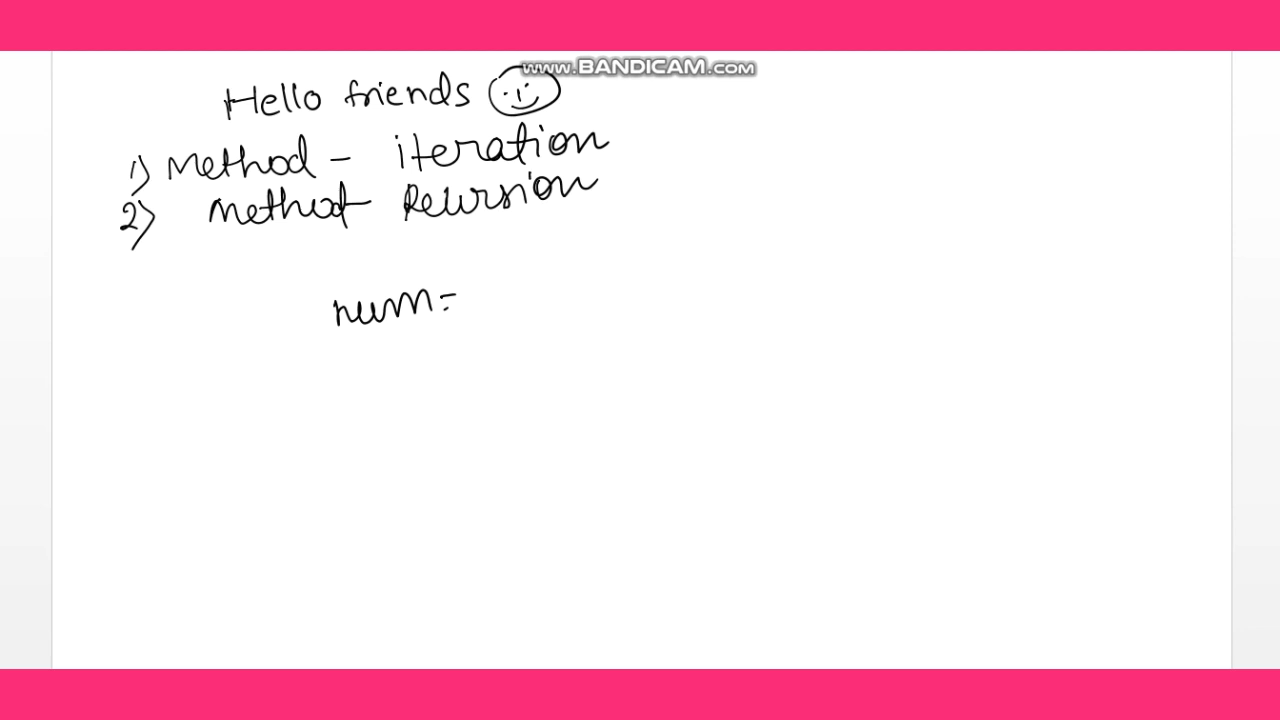 www.BANDICAM.com
Hello friends
1) Method - iteration
2) Method Recursion
num=